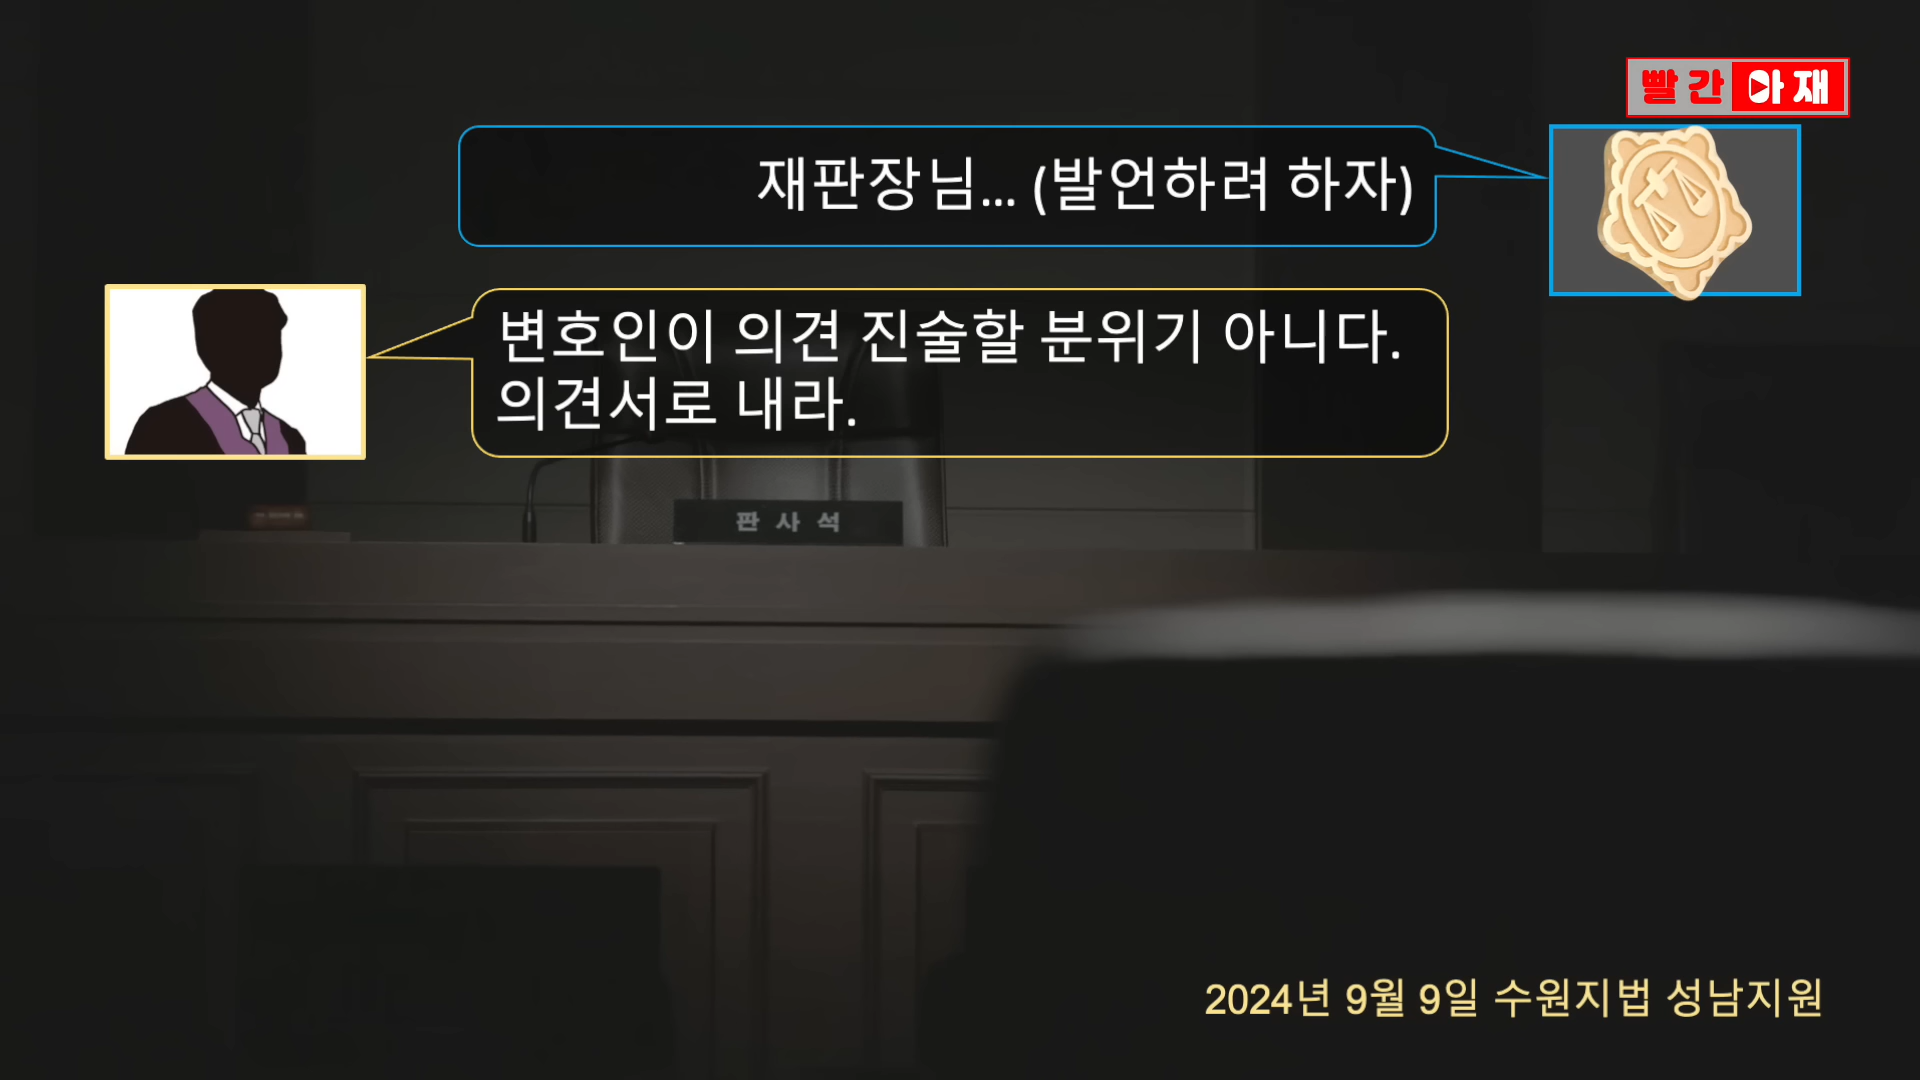 빨간아재
재판장님... (발언하려 하자)
변호인이 의견 진술할 분위기 아니다.
의견서로 내라.
판사석
2024년 9월 9일 수원지법 성남지원